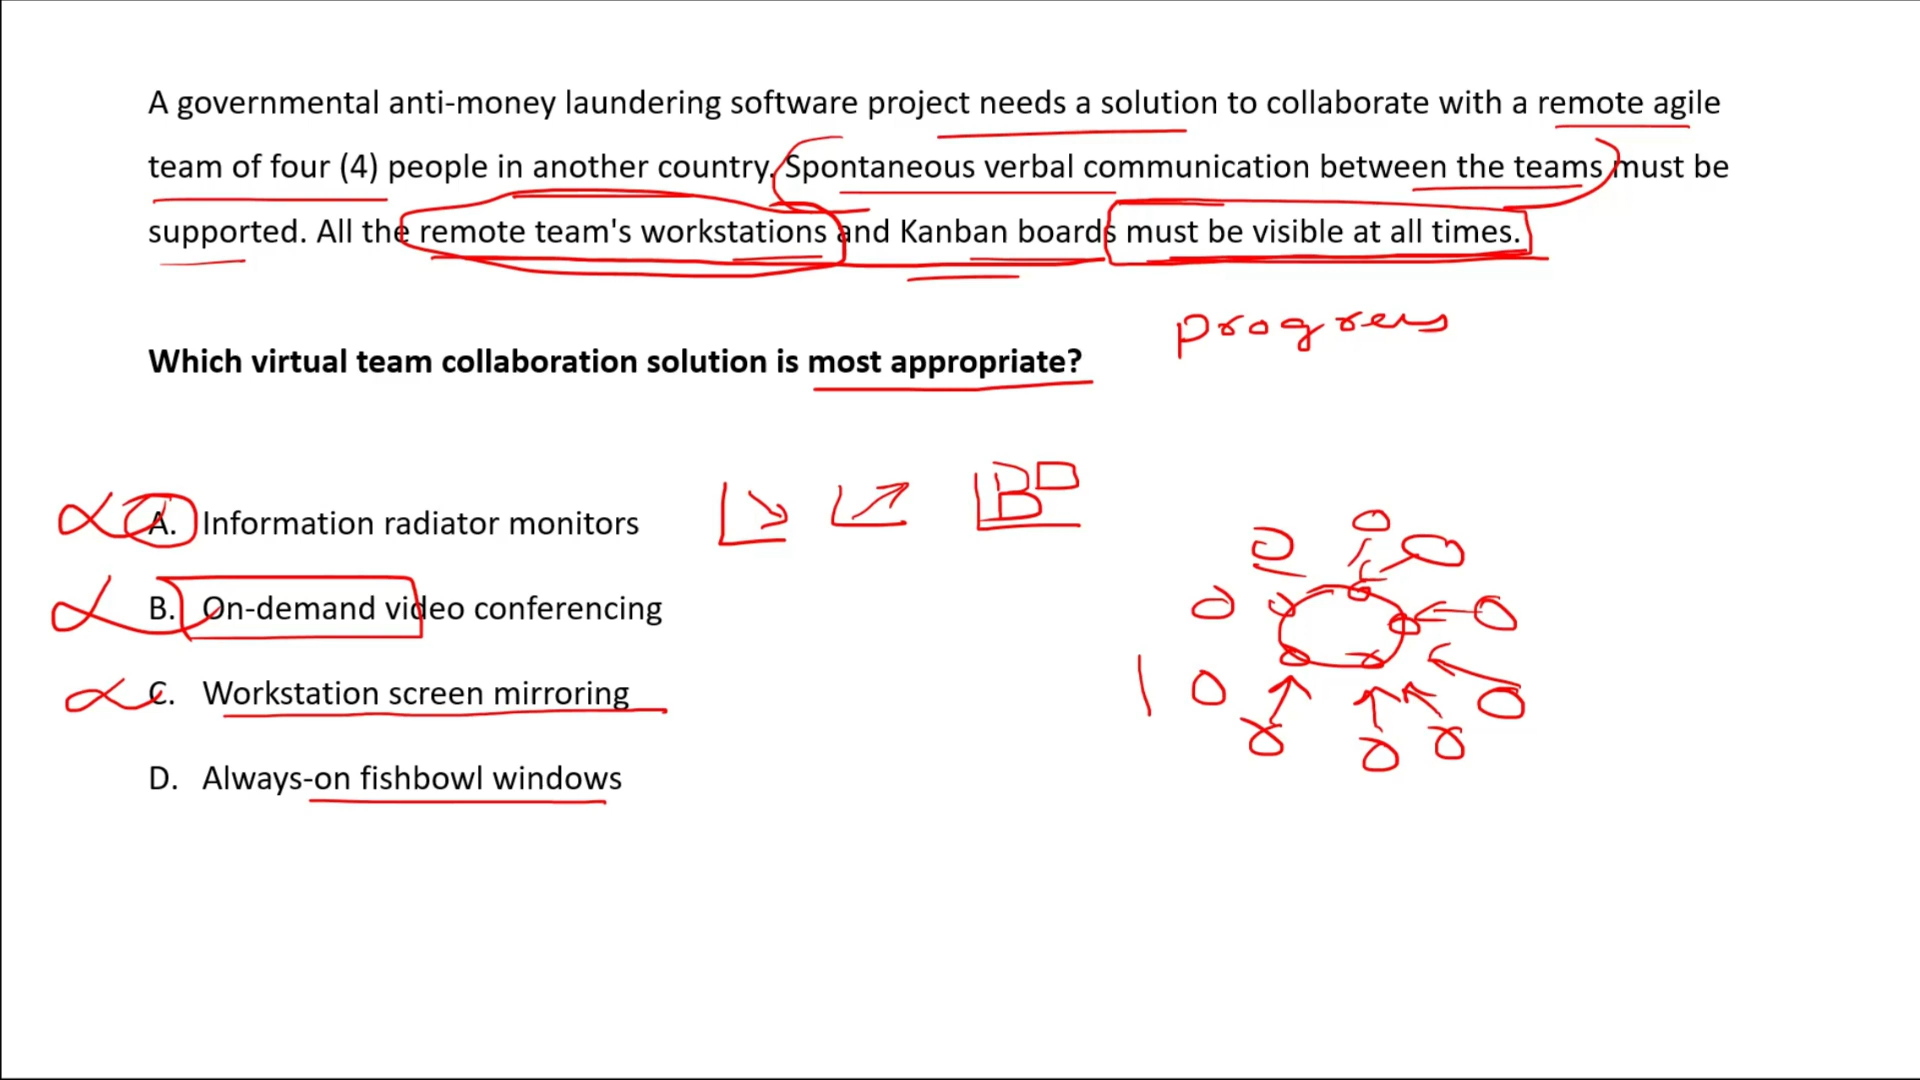 A governmental anti-money laundering software project needs a solution to collaborate with a remote agile
team of four (4) people in another country. Spontaneous verbal communication between the teams must be
supported. All the remote team's workstations and Kanban boards must be visible at all times.
progress
Which virtual team collaboration solution is most appropriate?
A. Information radiator monitors
B. On-demand video conferencing
C. Workstation screen mirroring
D. Always-on fishbowl windows